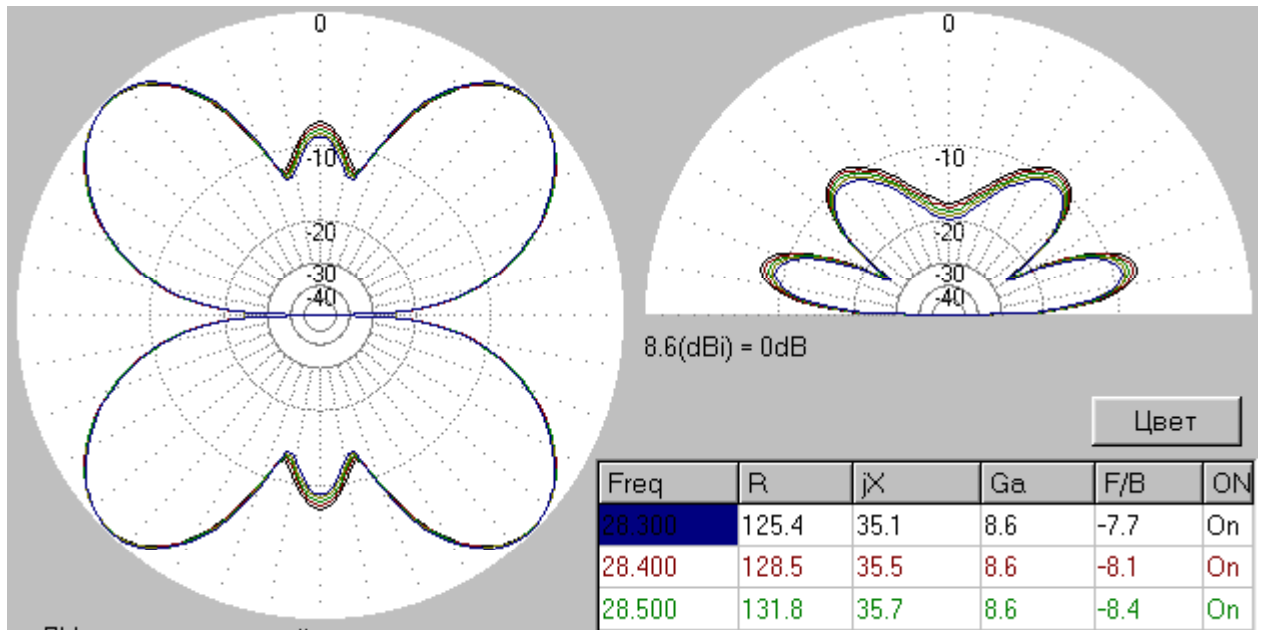 0
-10
-20
-30
-40
0
-10
-20
-30
-40
8.6(dBi) = 0dB
Цвет
Freq R jX Ga F/B ON
28.300 125.4 35.1 8.6 -7.7 On
28.400 128.5 35.5 8.6 -8.1 On
28.500 131.8 35.7 8.6 -8.4 On